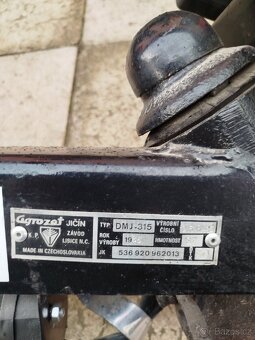 agrozet JIČÍN
K.P. ZÁVOD
LIBICE N.C.
MADE IN CZECHOSLOVAKIA
TYP DMJ-315 VÝROBNÍ ČÍSLO
ROK VÝROBY 19 HMOTNOST
JK 536 920 962013